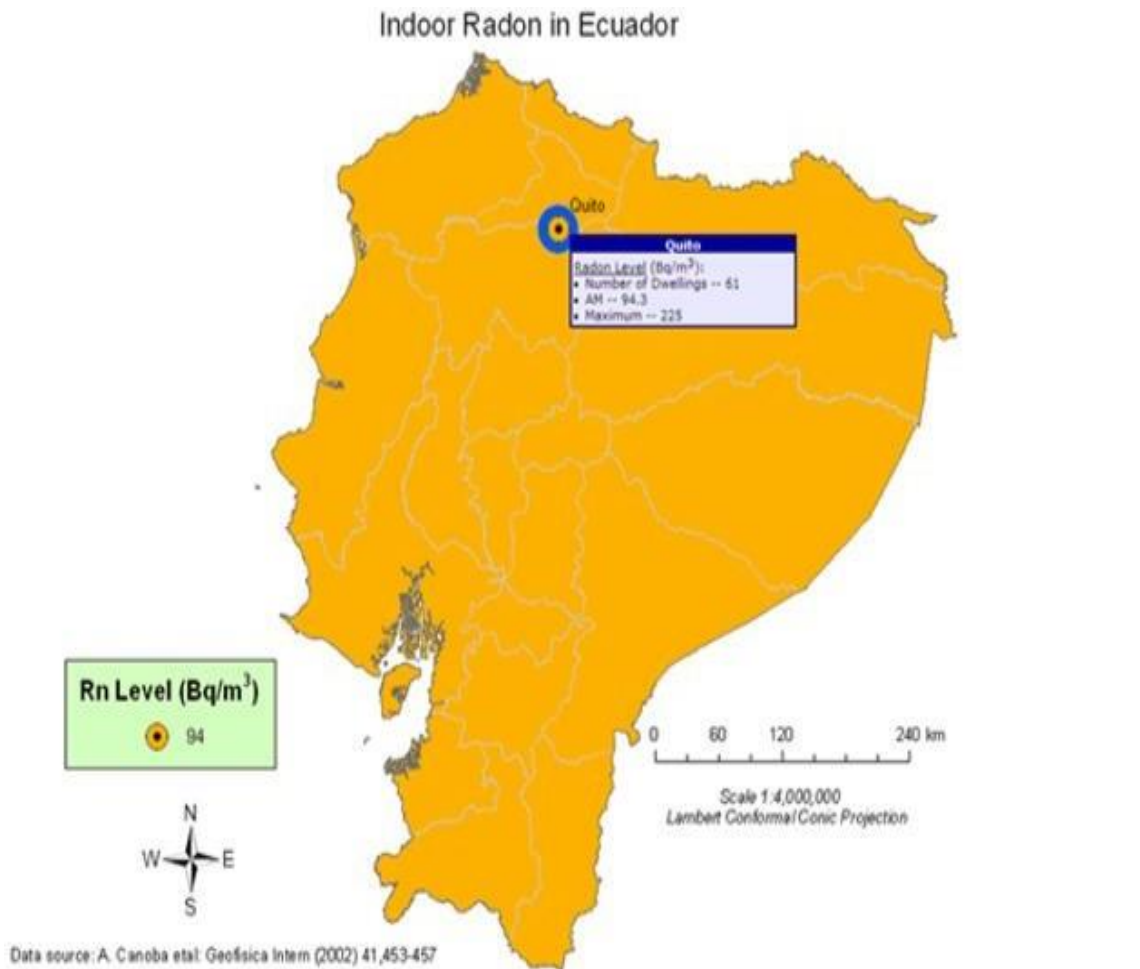 Indoor Radon in Ecuador
Quito
Quito
Radon Level (Bq/m³):
• Number of Dwellings -- 61
• AM -- 94.3
• Maximum -- 225
Rn Level (Bq/m³)
94
0 60 120 240 km
Scale 1:4,000,000
Lambert Conformal Conic Projection
N
W E
S
Data source: A. Canoba etal: Geofisica Intern (2002) 41,453-457